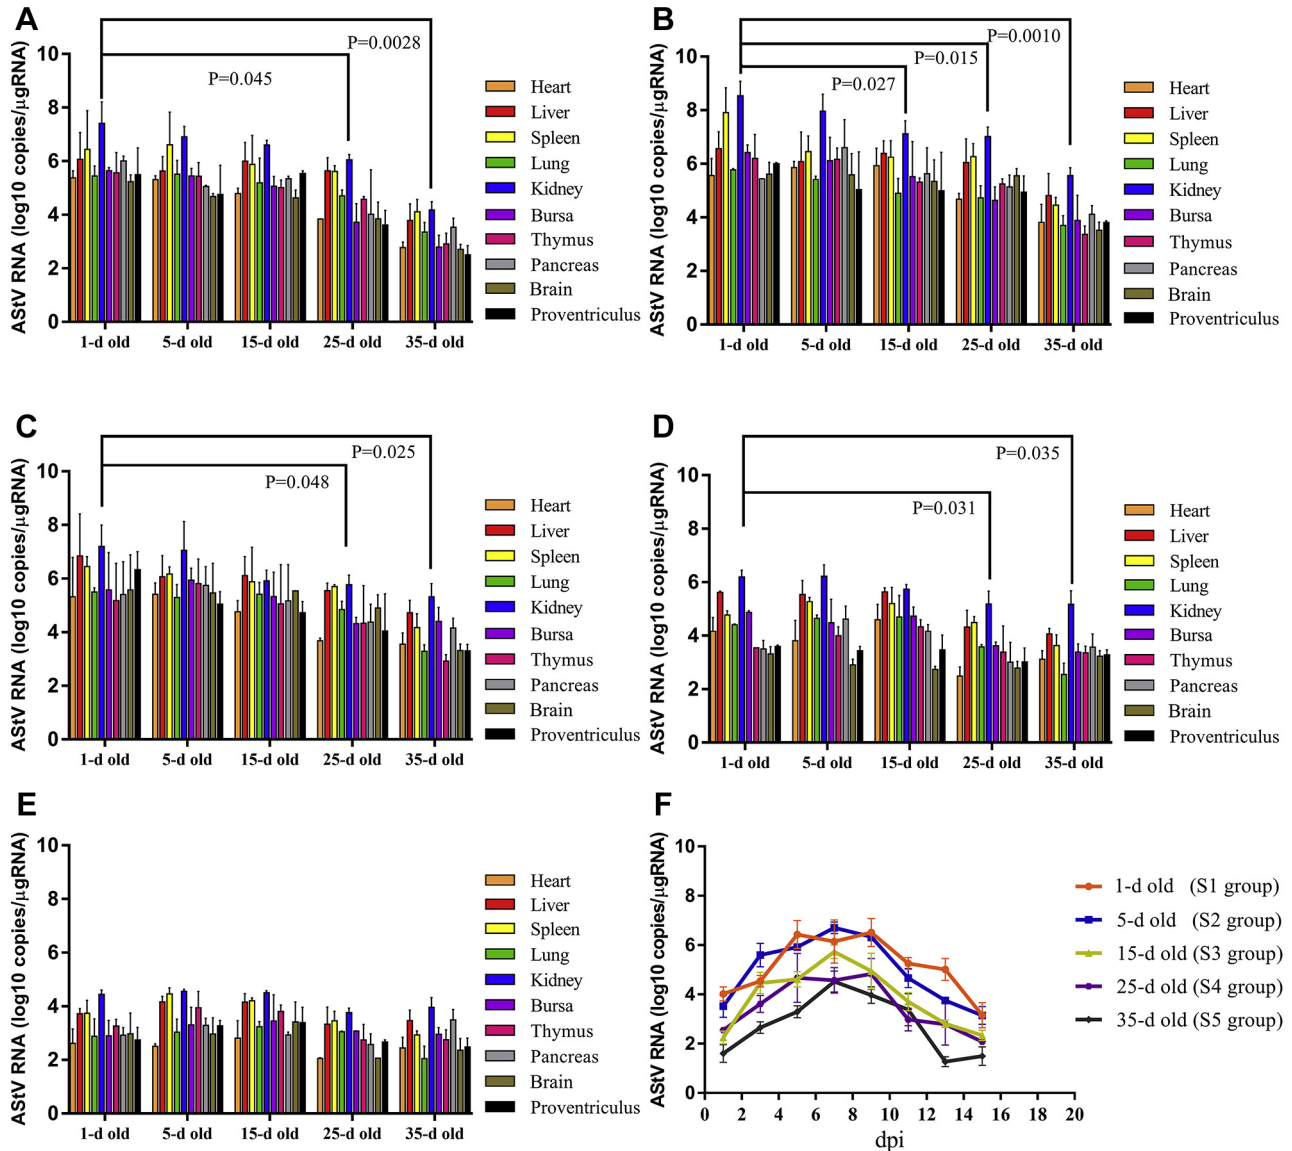 A
AStV RNA (log10 copies/μgRNA)
10
8
6
4
2
0
P=0.0028
P=0.045
1-d old 5-d old 15-d old 25-d old 35-d old
Heart
Liver
Spleen
Lung
Kidney
Bursa
Thymus
Pancreas
Brain
Proventriculus
B
AStV RNA (log10 copies/μgRNA)
10
8
6
4
2
0
P=0.0010
P=0.015
P=0.027
1-d old 5-d old 15-d old 25-d old 35-d old
Heart
Liver
Spleen
Lung
Kidney
Bursa
Thymus
Pancreas
Brain
Proventriculus
C
AStV RNA (log10 copies/μgRNA)
10
8
6
4
2
0
P=0.025
P=0.048
1-d old 5-d old 15-d old 25-d old 35-d old
Heart
Liver
Spleen
Lung
Kidney
Bursa
Thymus
Pancreas
Brain
Proventriculus
D
AStV RNA (log10 copies/μgRNA)
10
8
6
4
2
0
P=0.035
P=0.031
1-d old 5-d old 15-d old 25-d old 35-d old
Heart
Liver
Spleen
Lung
Kidney
Bursa
Thymus
Pancreas
Brain
Proventriculus
E
AStV RNA (log10 copies/μgRNA)
10
8
6
4
2
0
1-d old 5-d old 15-d old 25-d old 35-d old
Heart
Liver
Spleen
Lung
Kidney
Bursa
Thymus
Pancreas
Brain
Proventriculus
F
AStV RNA (log10 copies/μgRNA)
10
8
6
4
2
0
0 2 4 6 8 10 12 14 16 18 20
dpi
1-d old (S1 group)
5-d old (S2 group)
15-d old (S3 group)
25-d old (S4 group)
35-d old (S5 group)